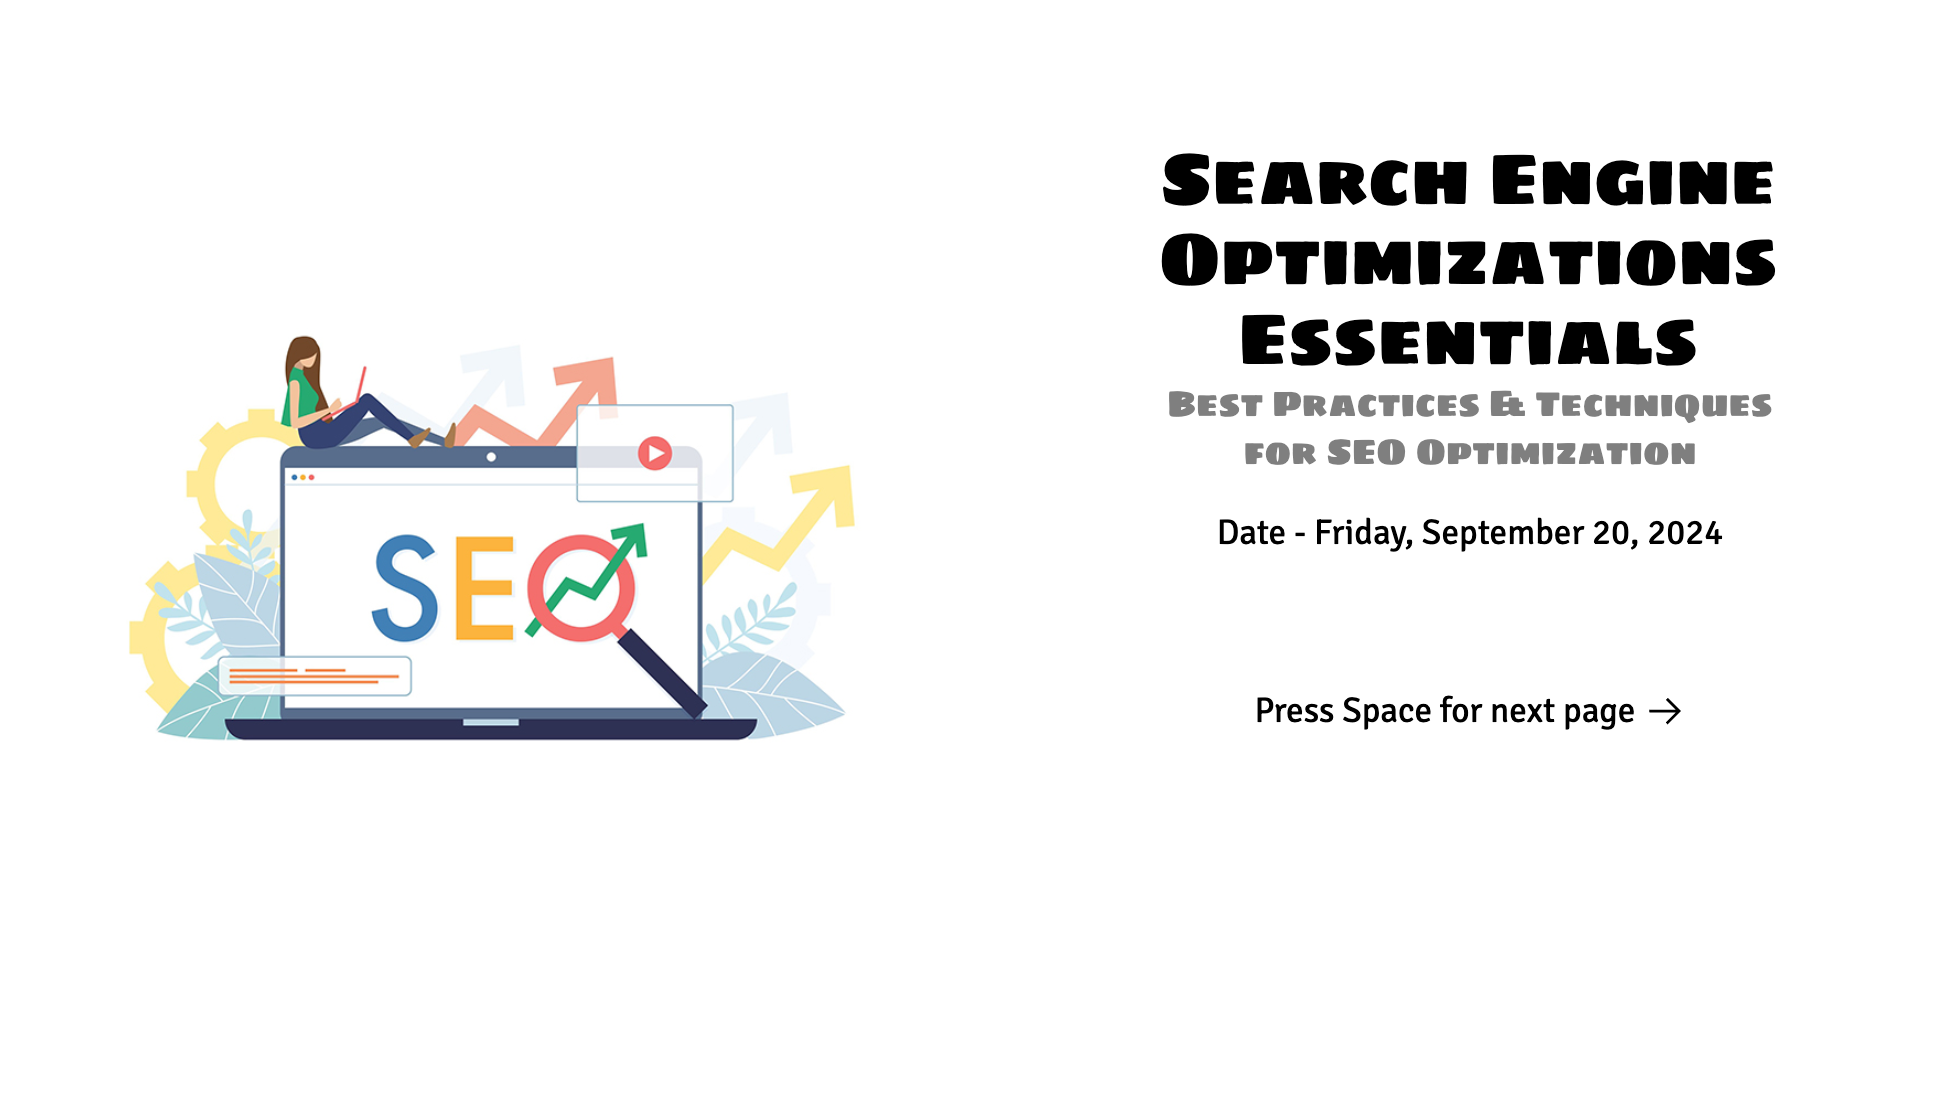 Search Engine
Optimizations
Essentials
Best Practices & Techniques
for SEO Optimization
Date - Friday, September 20, 2024
Press Space for next page →
SEO